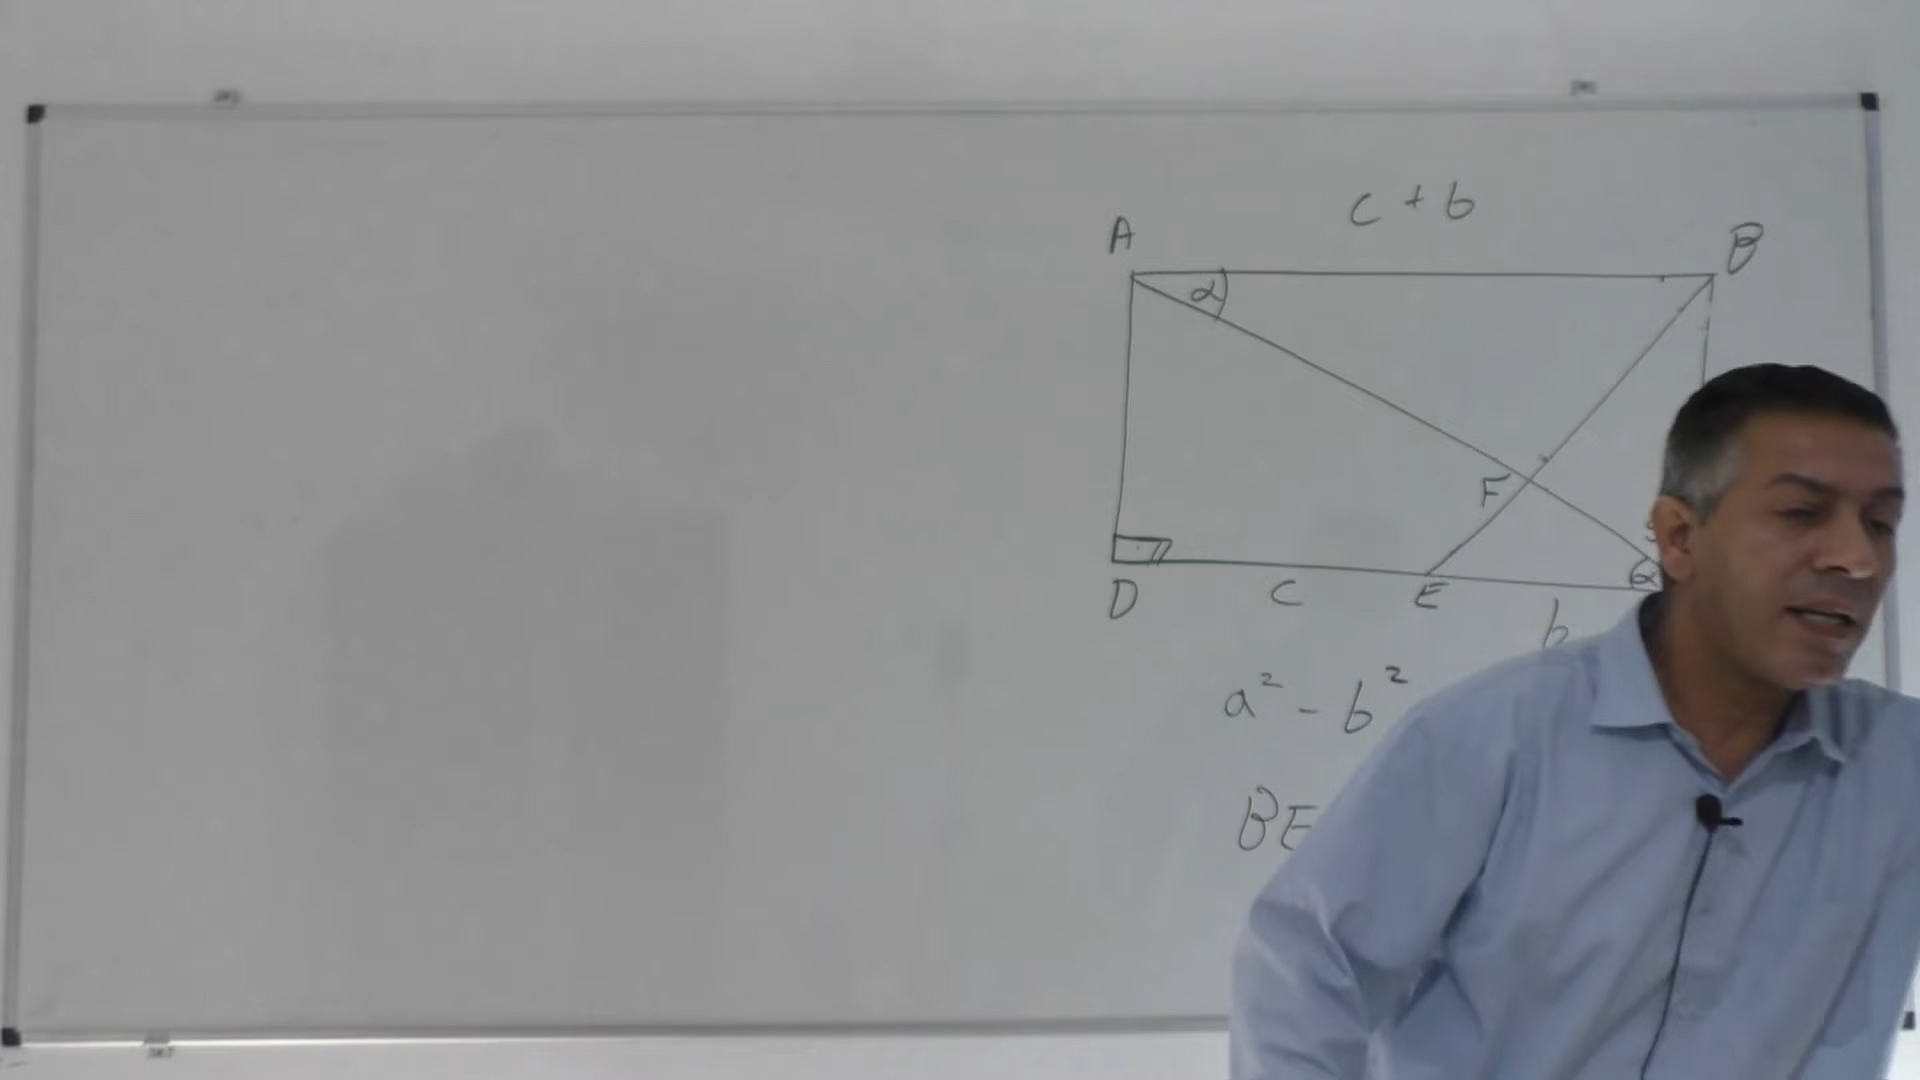 c + b
A B
α
F
α
D c E b
a² - b²
BE